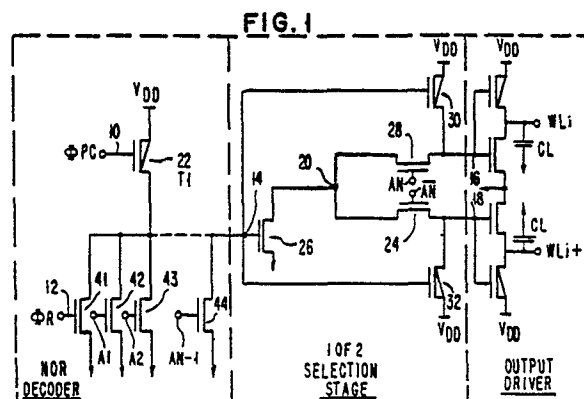 FIG. 1
VDD
ΦPC
10
22
T1
14
12
ΦR
41
42
43
44
A1
A2
AN-1
NOR
DECODER
VDD
30
28
20
AN
A̅N̅
24
26
32
VDD
1 OF 2
SELECTION
STAGE
VDD
WLi
CL
16
18
CL
WLi+
VDD
OUTPUT
DRIVER